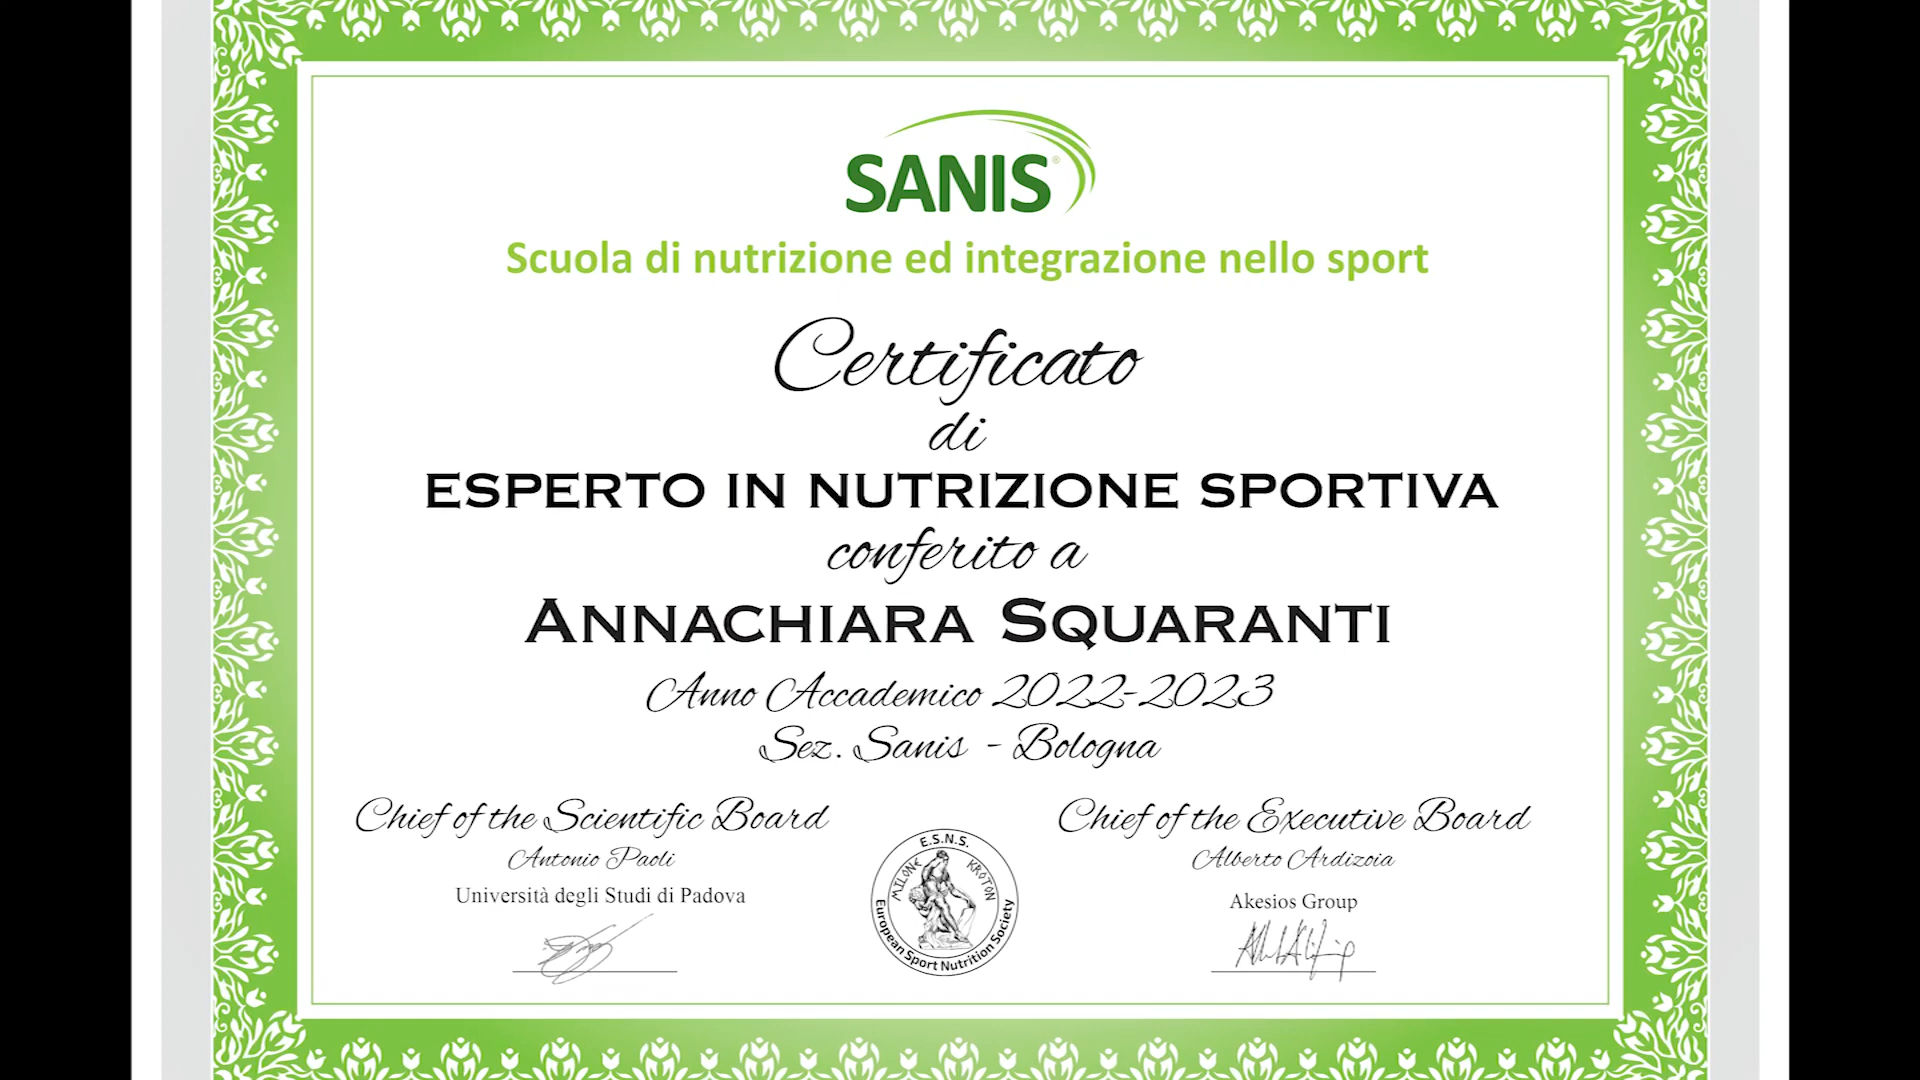 SANIS®
Scuola di nutrizione ed integrazione nello sport
Certificato
di
ESPERTO IN NUTRIZIONE SPORTIVA
conferito a
ANNACHIARA SQUARANTI
Anno Accademico 2022-2023
Sez. Sanis - Bologna
Chief of the Scientific Board
Antonio Paoli
Università degli Studi di Padova
E.S.N.S.
MILONE KROTON
European Sport Nutrition Society
Chief of the Executive Board
Alberto Ardizoia
Akesios Group